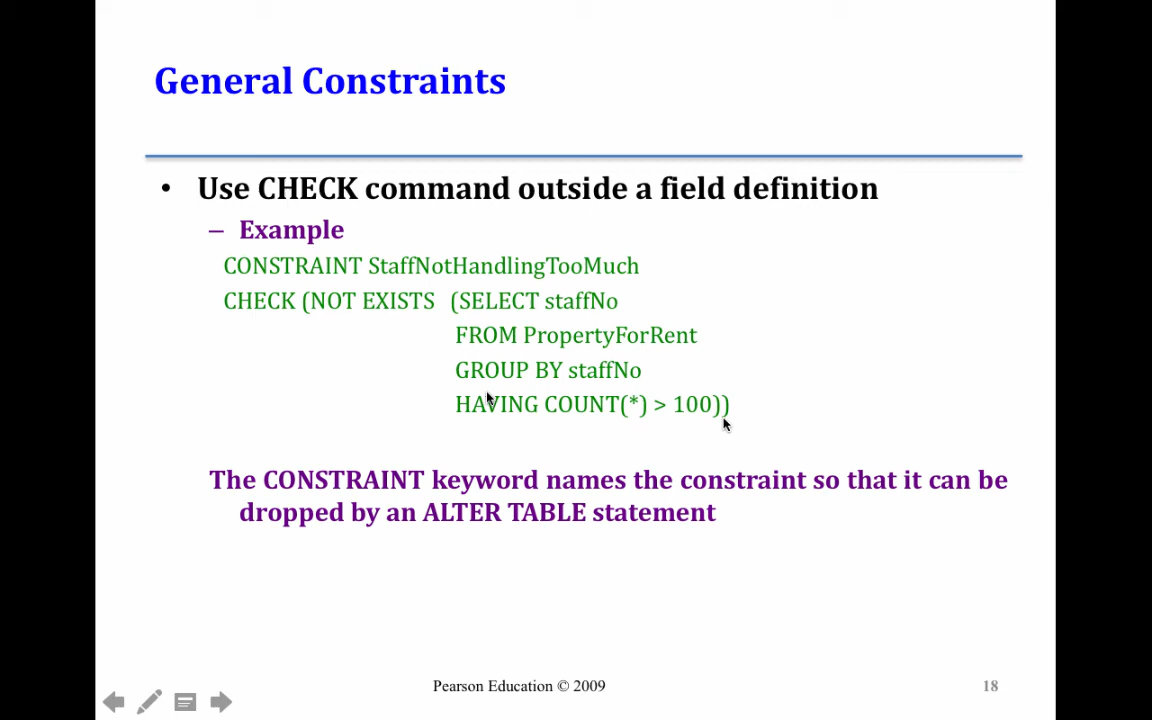 General Constraints
• Use CHECK command outside a field definition
– Example
CONSTRAINT StaffNotHandlingTooMuch
CHECK (NOT EXISTS (SELECT staffNo
FROM PropertyForRent
GROUP BY staffNo
HAVING COUNT(*) > 100))
The CONSTRAINT keyword names the constraint so that it can be
dropped by an ALTER TABLE statement
Pearson Education © 2009
18